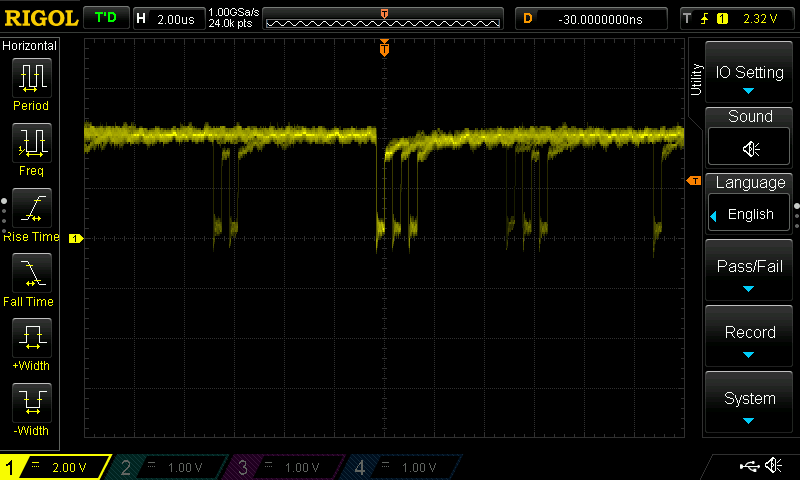 RIGOL T'D H 2.00us 1.00GSa/s 24.0k pts T D -30.0000000ns T 1 2.32 V
Horizontal
Period
Freq
Rise Time
Fall Time
+Width
-Width
T
T
1
Utility
IO Setting
Sound
Language
English
Pass/Fail
Record
System
1 2.00 V 2 1.00 V 3 1.00 V 4 1.00 V